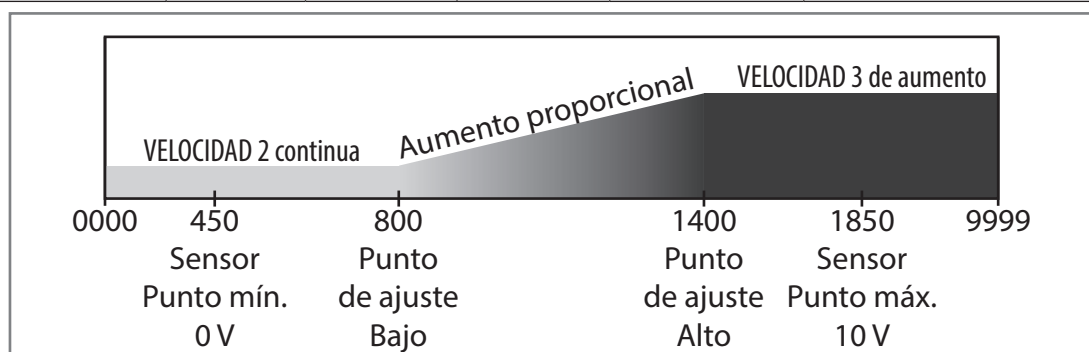 VELOCIDAD 2 continua
Aumento proporcional
VELOCIDAD 3 de aumento
0000 450 800 1400 1850 9999
Sensor Punto Punto Sensor
Punto mín. de ajuste de ajuste Punto máx.
0 V Bajo Alto 10 V